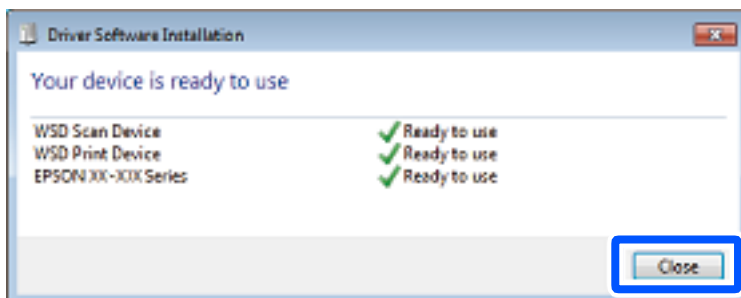 Driver Software Installation
Your device is ready to use
WSD Scan Device Ready to use
WSD Print Device Ready to use
EPSON XX-XXX Series Ready to use
Close